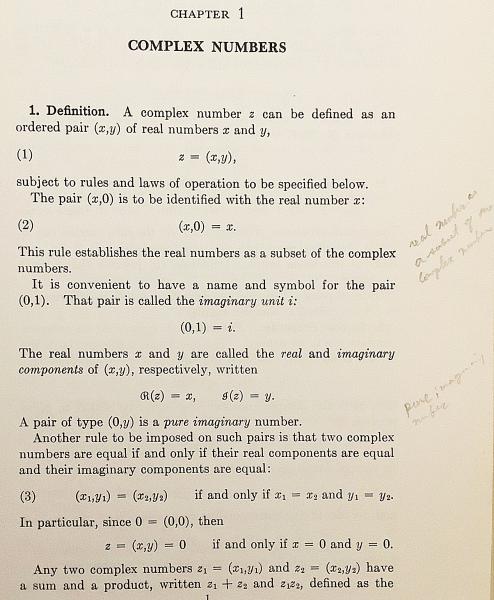 CHAPTER 1
COMPLEX NUMBERS
1. Definition. A complex number z can be defined as an
ordered pair (x,y) of real numbers x and y,
(1) z = (x,y),
subject to rules and laws of operation to be specified below.
The pair (x,0) is to be identified with the real number x:
(2) (x,0) = x.
This rule establishes the real numbers as a subset of the complex
numbers.
It is convenient to have a name and symbol for the pair
(0,1). That pair is called the imaginary unit i:
(0,1) = i.
The real numbers x and y are called the real and imaginary
components of (x,y), respectively, written
ℜ(z) = x, ℐ(z) = y.
A pair of type (0,y) is a pure imaginary number.
Another rule to be imposed on such pairs is that two complex
numbers are equal if and only if their real components are equal
and their imaginary components are equal:
(3) (x₁,y₁) = (x₂,y₂) if and only if x₁ = x₂ and y₁ = y₂.
In particular, since 0 = (0,0), then
z = (x,y) = 0 if and only if x = 0 and y = 0.
Any two complex numbers z₁ = (x₁,y₁) and z₂ = (x₂,y₂) have
a sum and a product, written z₁ + z₂ and z₁z₂, defined as the
1
real numbers
a subset of
complex numbers
pure imaginary
number